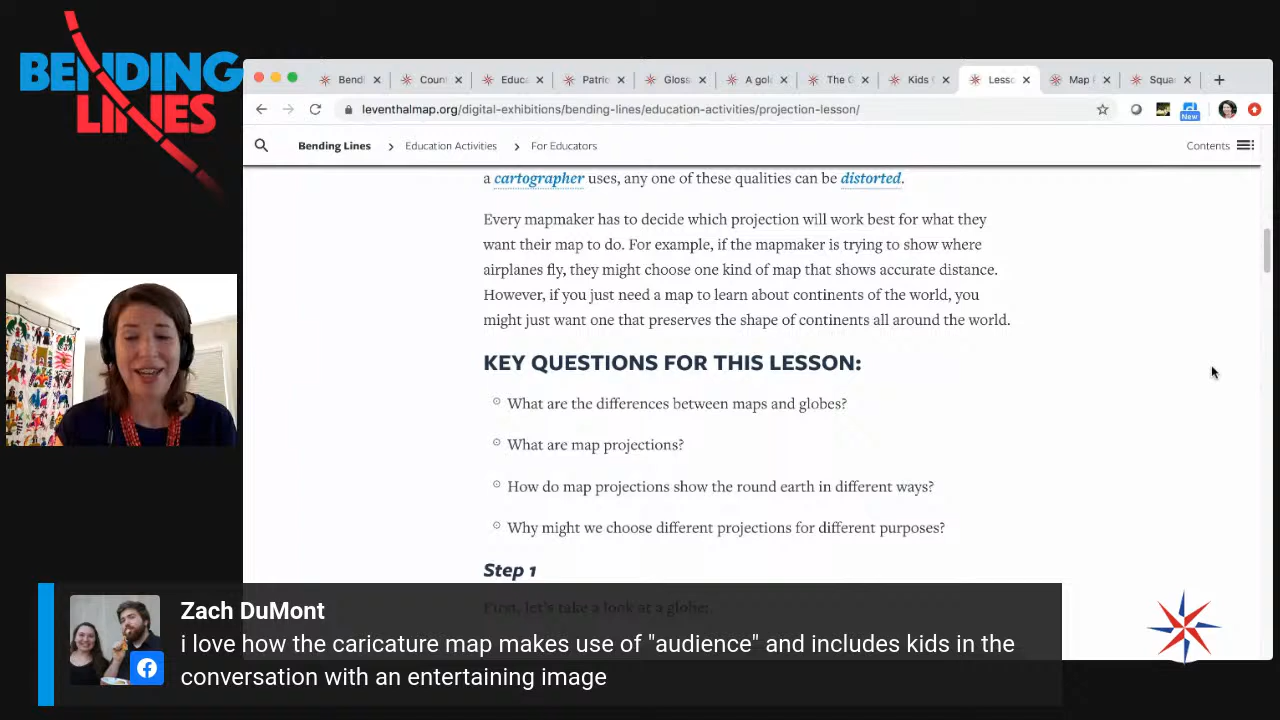 BENDING
LINES
Bendi
Coun
Educa
Patric
Gloss
A gol
The G
Kids
Lesso
Map F
Squa
leventhalmap.org/digital-exhibitions/bending-lines/education-activities/projection-lesson/
New
Bending Lines
Education Activities
For Educators
Contents
a cartographer uses, any one of these qualities can be distorted.
Every mapmaker has to decide which projection will work best for what they
want their map to do. For example, if the mapmaker is trying to show where
airplanes fly, they might choose one kind of map that shows accurate distance.
However, if you just need a map to learn about continents of the world, you
might just want one that preserves the shape of continents all around the world.
KEY QUESTIONS FOR THIS LESSON:
What are the differences between maps and globes?
What are map projections?
How do map projections show the round earth in different ways?
Why might we choose different projections for different purposes?
Step 1
First, let's take a look at a globe:
Zach DuMont
i love how the caricature map makes use of "audience" and includes kids in the
conversation with an entertaining image